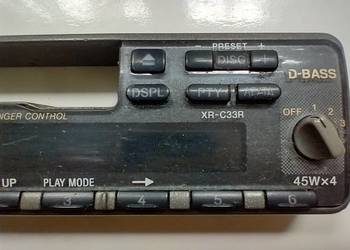 - PRESET +
DISC
D-BASS
DSPL PTY AF/TA
OFF 1 2 3
NGER CONTROL
XR-C33R
UP PLAY MODE
45W×4
3 4 5 6